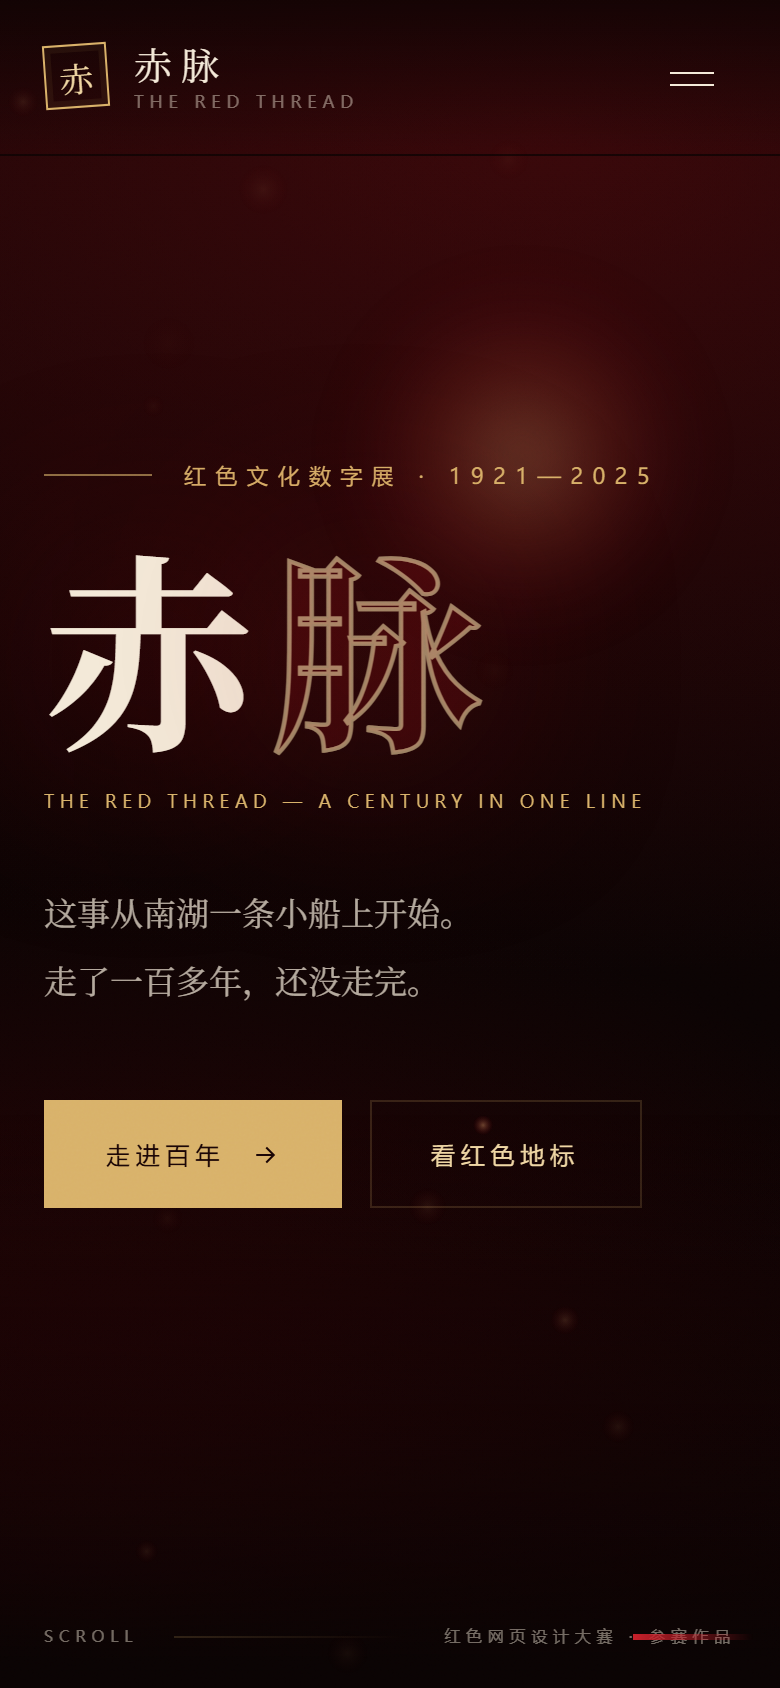 赤
赤脉
THE RED THREAD
红色文化数字展 · 1921—2025
赤脉
THE RED THREAD — A CENTURY IN ONE LINE
这事从南湖一条小船上开始。
走了一百多年，还没走完。
走进百年 →
看红色地标
SCROLL
红色网页设计大赛 · 参赛作品